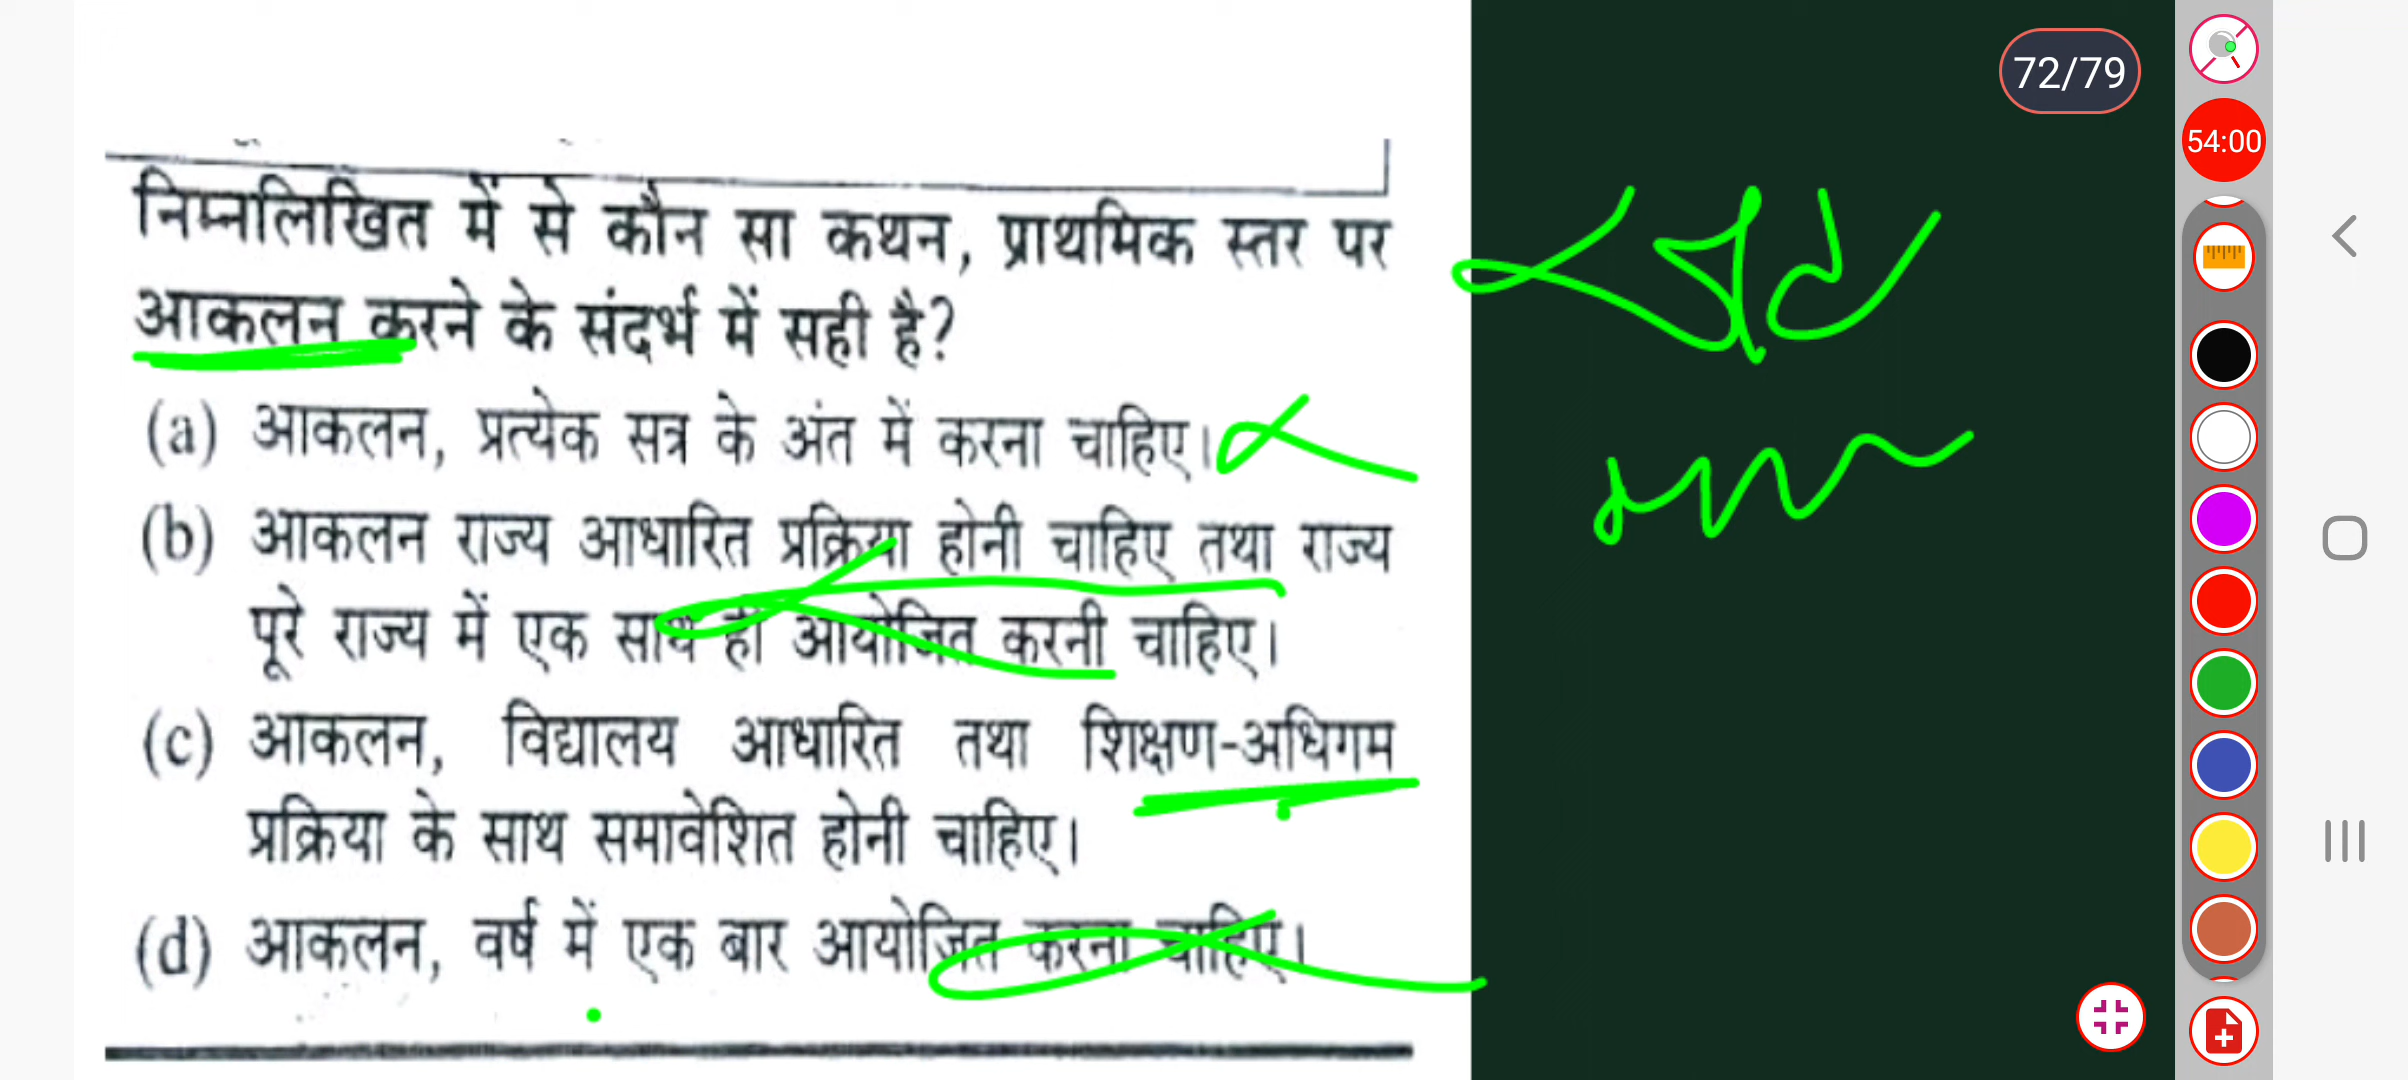 72/79
54:00
निम्नलिखित में से कौन सा कथन, प्राथमिक स्तर पर
आकलन करने के संदर्भ में सही है?
(a) आकलन, प्रत्येक सत्र के अंत में करना चाहिए।
(b) आकलन राज्य आधारित प्रक्रिया होनी चाहिए तथा राज्य
पूरे राज्य में एक साथ ही आयोजित करनी चाहिए।
(c) आकलन, विद्यालय आधारित तथा शिक्षण-अधिगम
प्रक्रिया के साथ समावेशित होनी चाहिए।
(d) आकलन, वर्ष में एक बार आयोजित करना चाहिए।